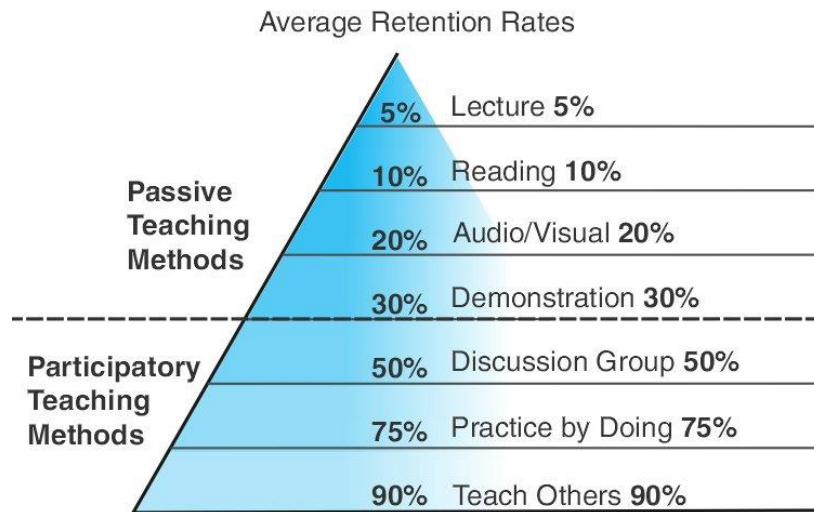 Average Retention Rates
5% Lecture 5%
10% Reading 10%
Passive
Teaching
Methods
20% Audio/Visual 20%
30% Demonstration 30%
Participatory
Teaching
Methods
50% Discussion Group 50%
75% Practice by Doing 75%
90% Teach Others 90%